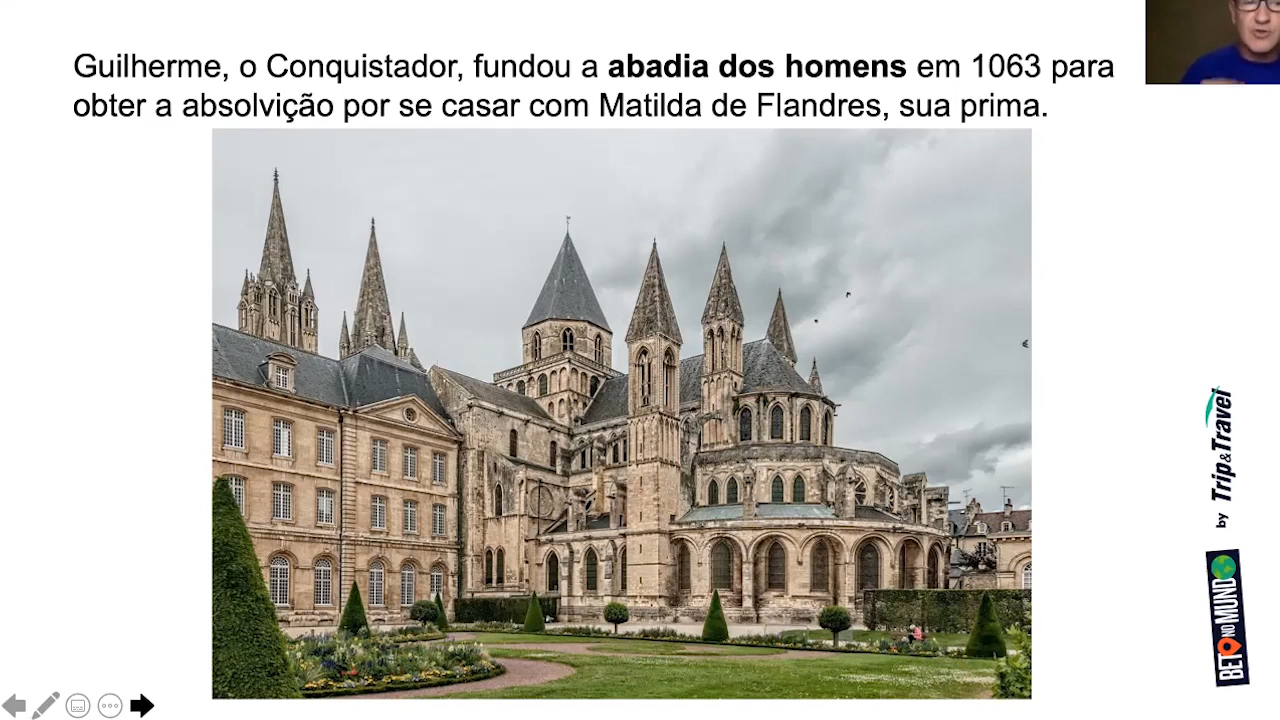 Guilherme, o Conquistador, fundou a abadia dos homens em 1063 para
obter a absolvição por se casar com Matilda de Flandres, sua prima.
by Trip&Travel
BET NO MUNDO